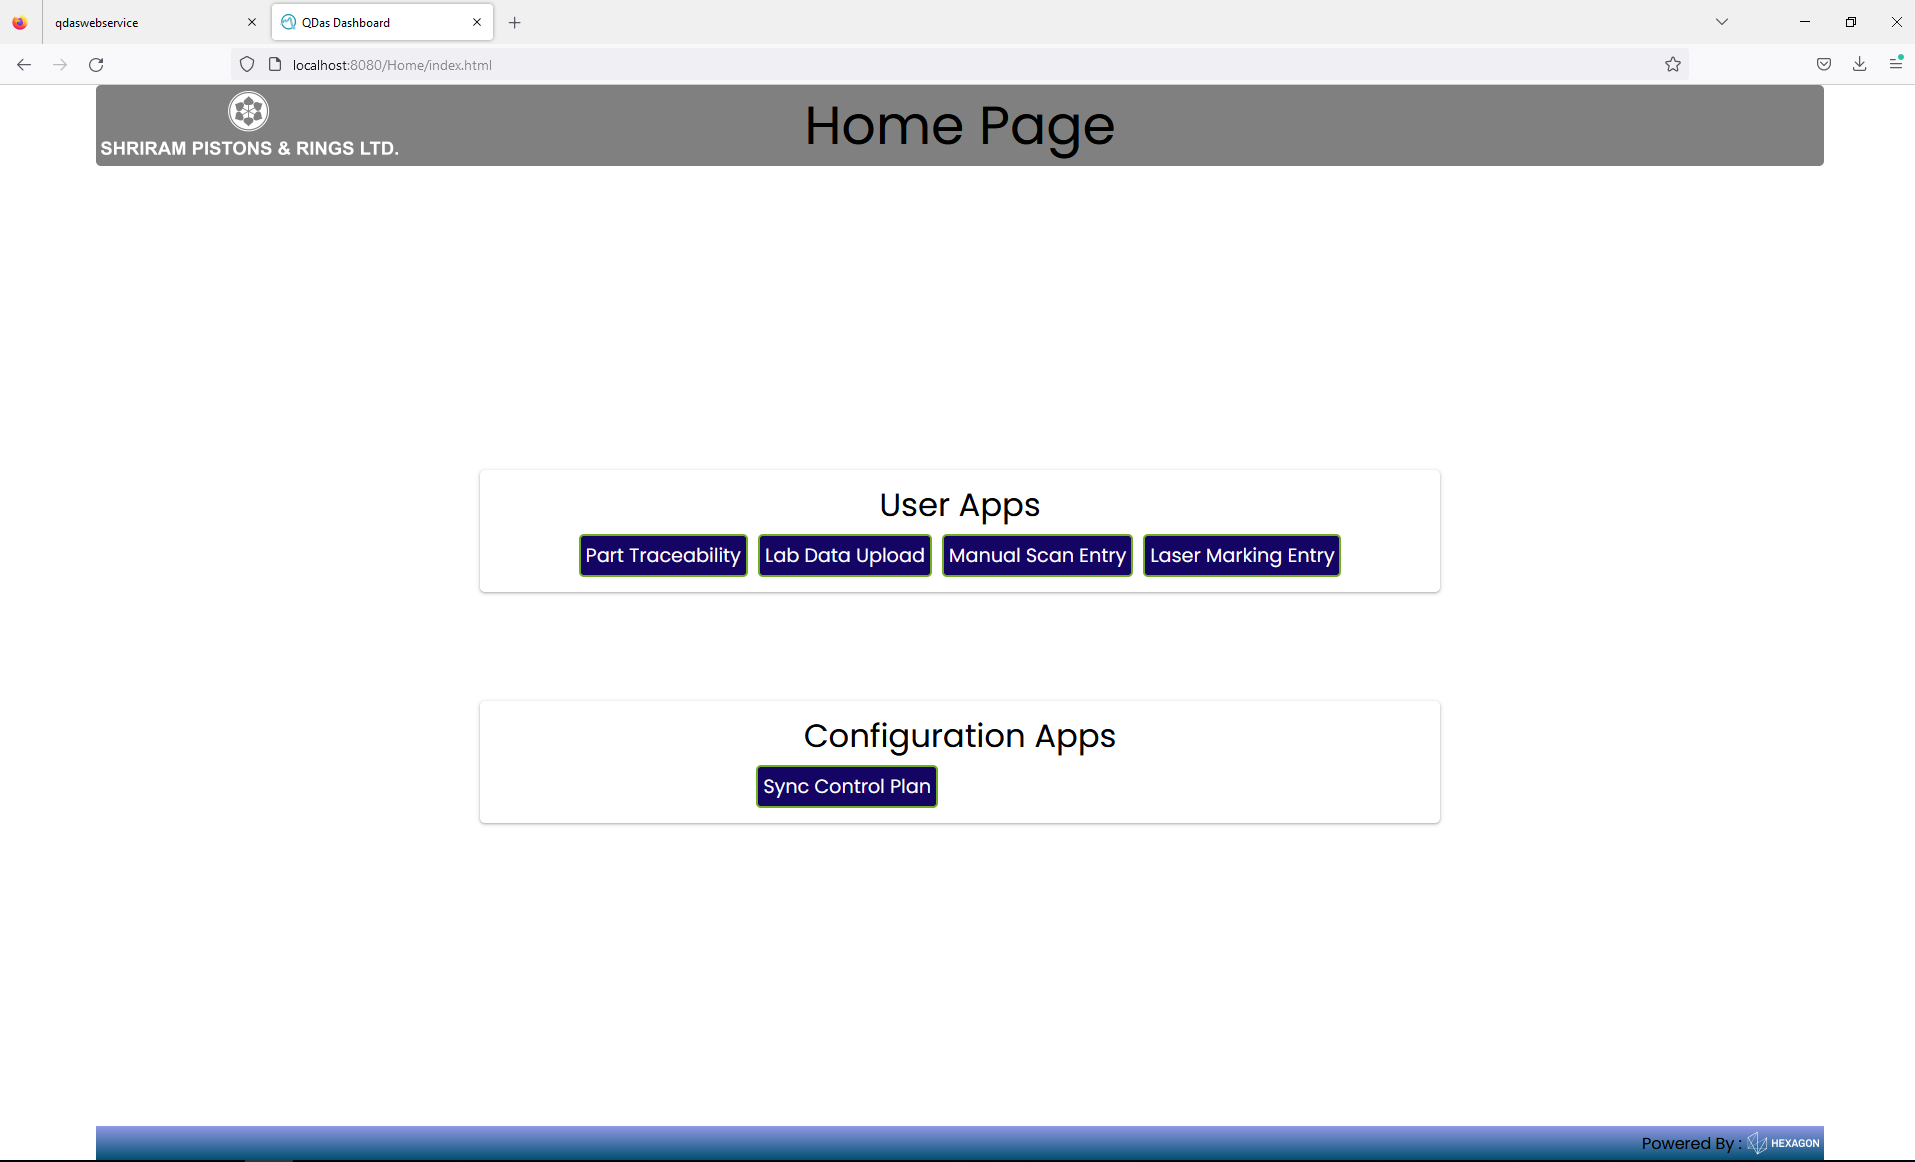 qdaswebservice
QDas Dashboard
localhost:8080/Home/index.html
SHRIRAM PISTONS & RINGS LTD.
Home Page
User Apps
Part Traceability Lab Data Upload Manual Scan Entry Laser Marking Entry
Configuration Apps
Sync Control Plan
Powered By : HEXAGON